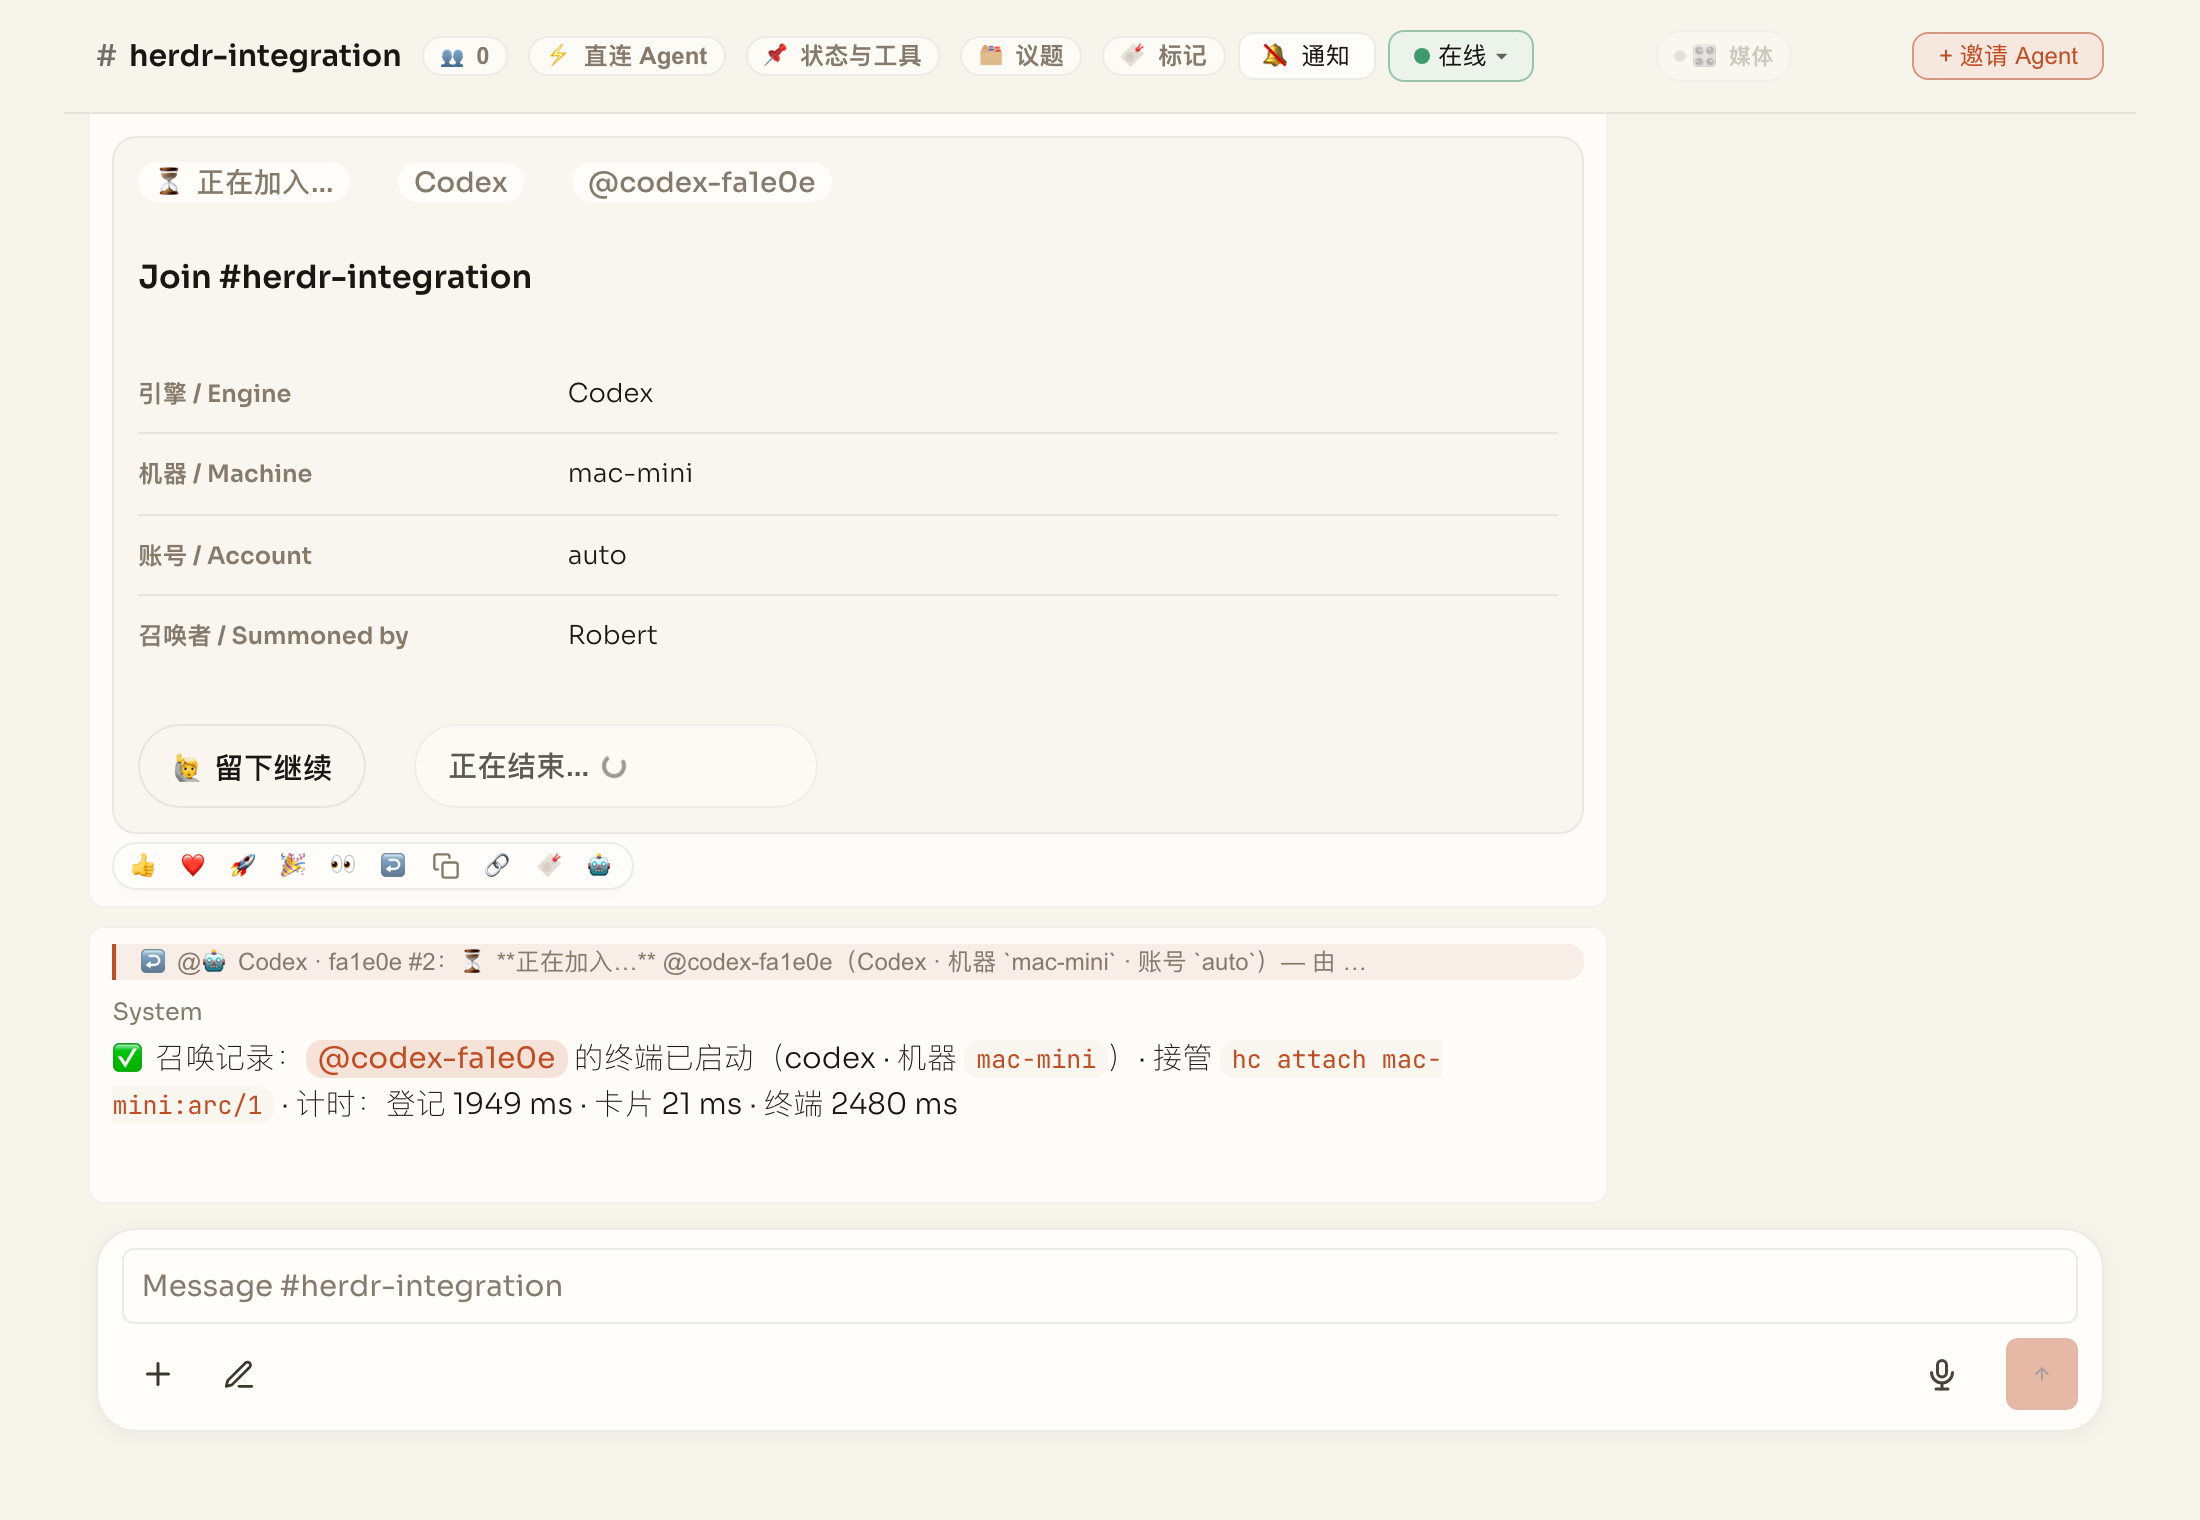 # herdr-integration 👥 0 ⚡ 直连 Agent 📌 状态与工具 🗂️ 议题 🏷️ 标记 🔕 通知 在线 媒体 + 邀请 Agent
⏳ 正在加入... Codex @codex-fa1e0e
Join #herdr-integration
引擎 / Engine Codex
机器 / Machine mac-mini
账号 / Account auto
召唤者 / Summoned by Robert
🙋 留下继续 正在结束...
↩️ @🤖 Codex · fa1e0e #2：⏳ **正在加入…** @codex-fa1e0e（Codex · 机器 `mac-mini` · 账号 `auto`）— 由 …
System
✅ 召唤记录： @codex-fa1e0e 的终端已启动（codex · 机器 mac-mini ）· 接管 hc attach mac-
mini:arc/1 · 计时：登记 1949 ms · 卡片 21 ms · 终端 2480 ms
Message #herdr-integration